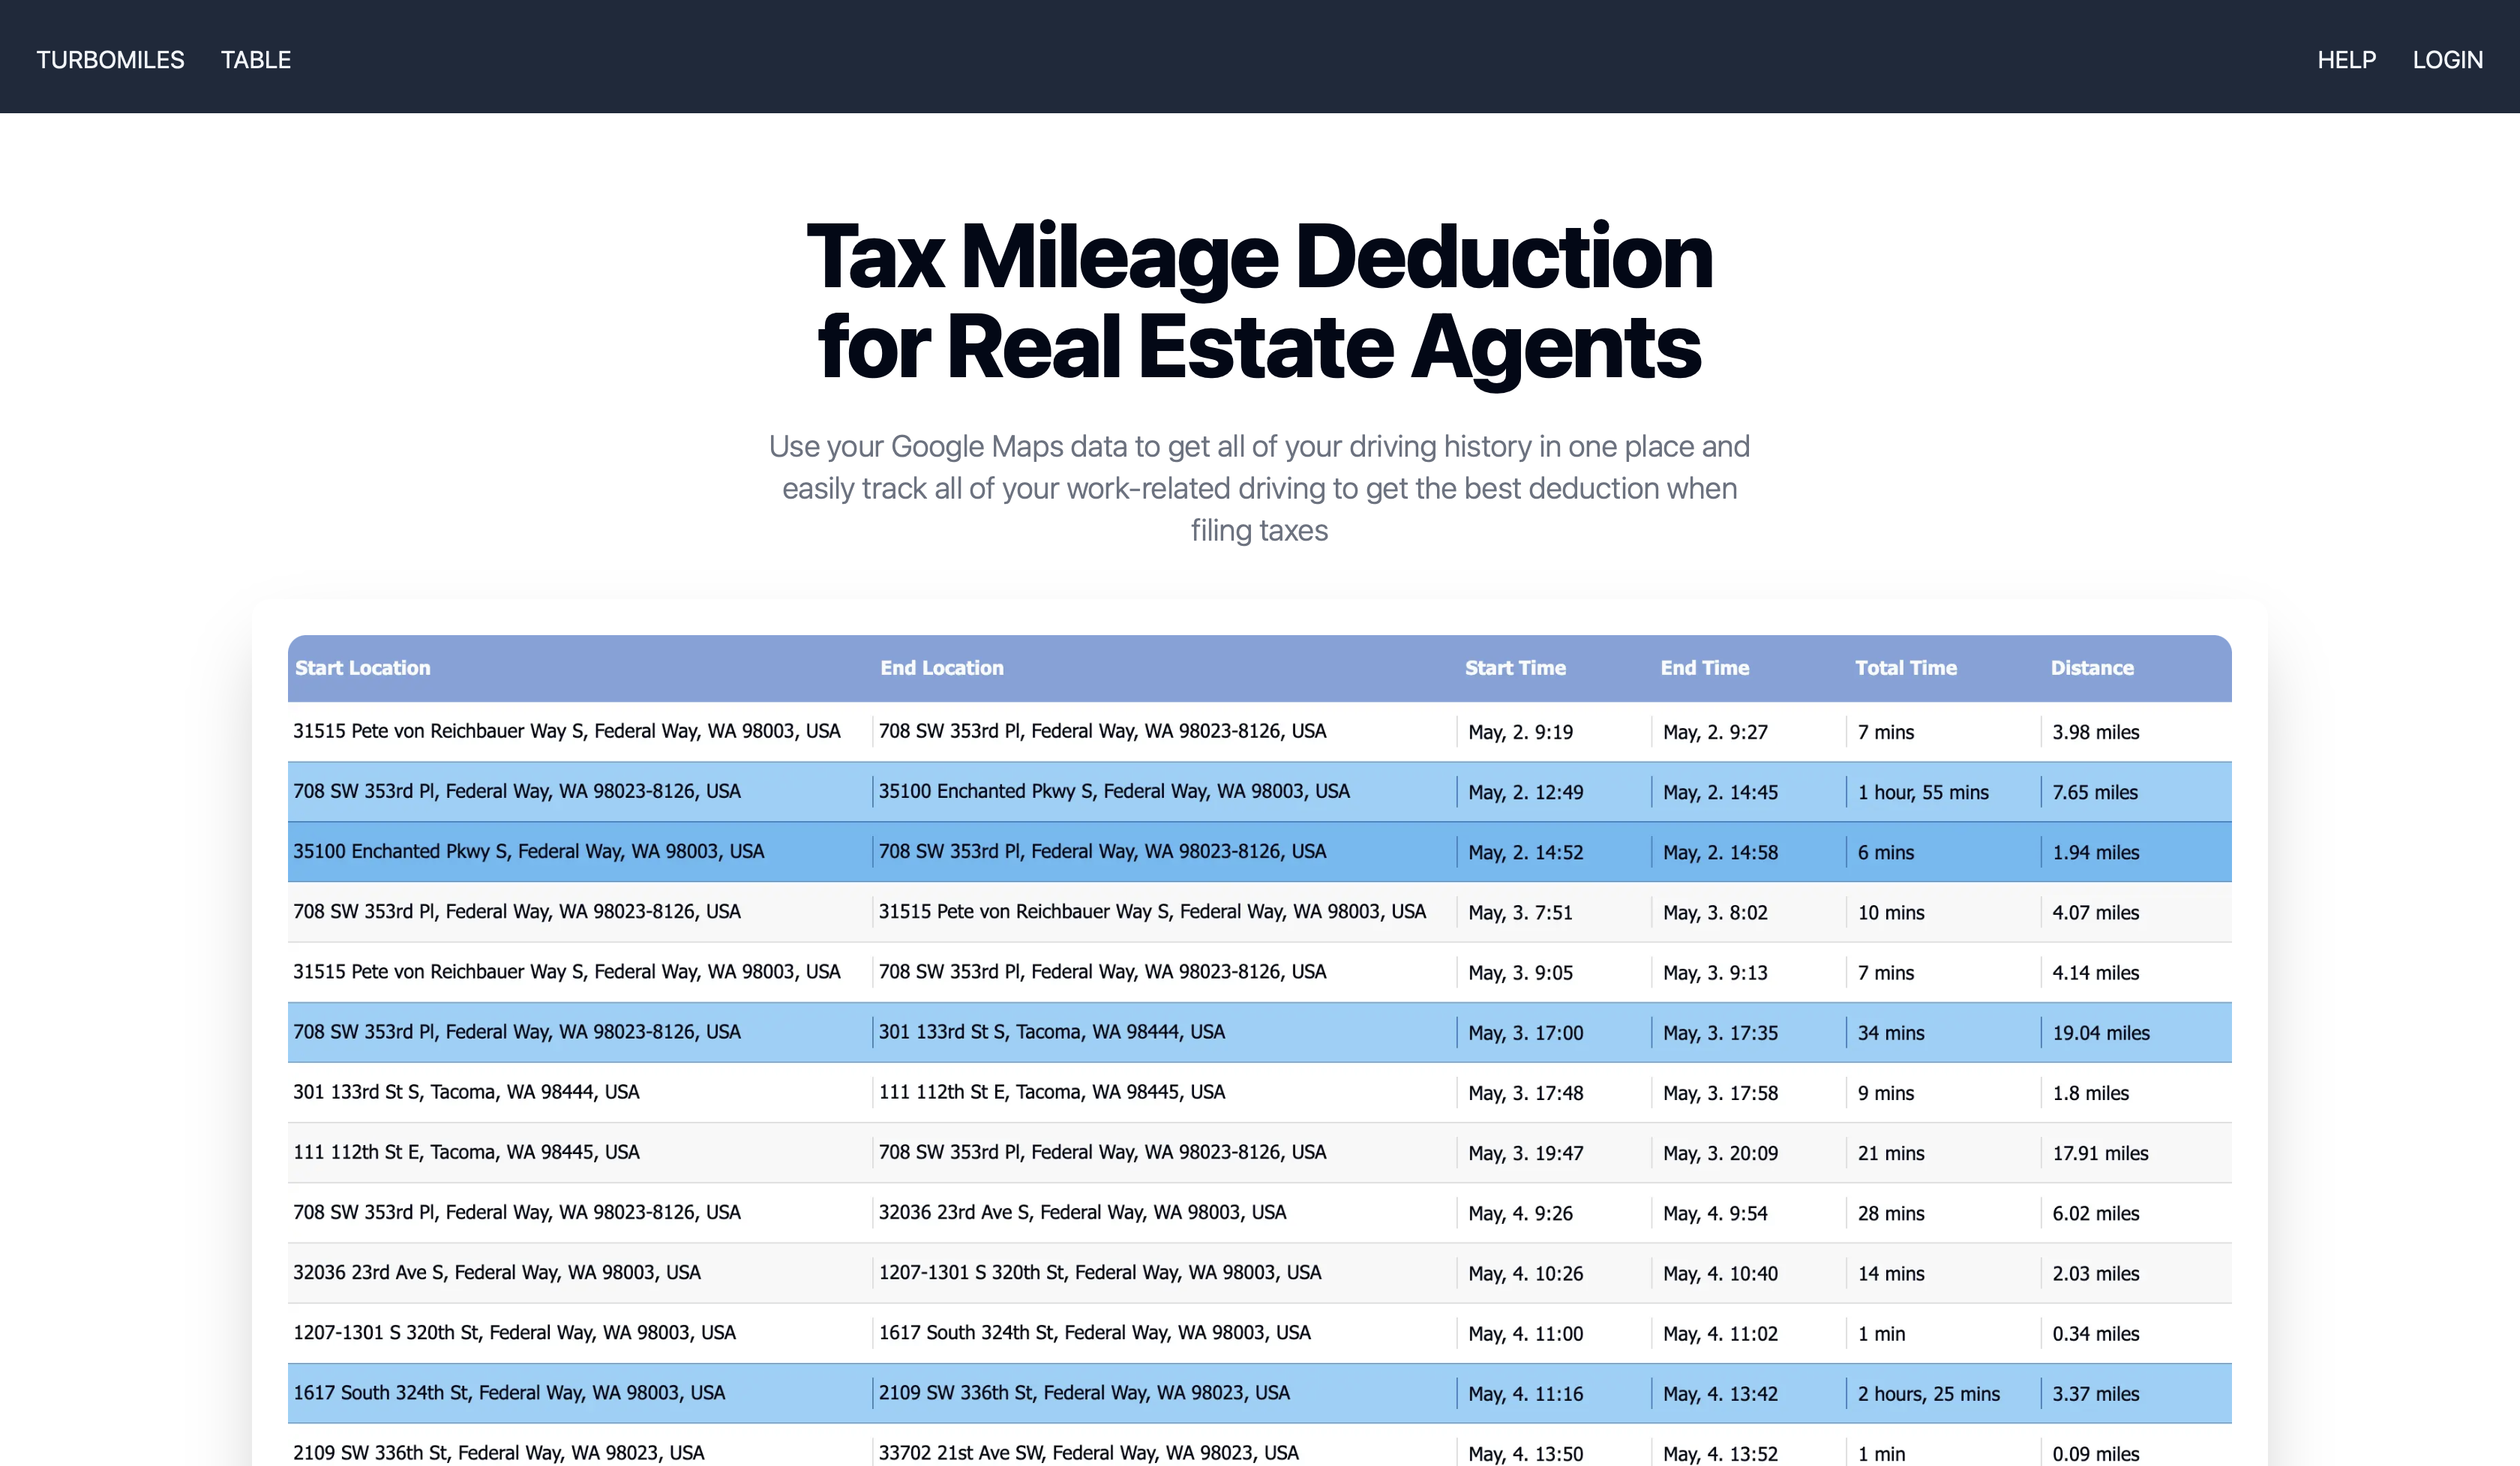 TURBOMILES TABLE HELP LOGIN
Tax Mileage Deduction
for Real Estate Agents
Use your Google Maps data to get all of your driving history in one place and
easily track all of your work-related driving to get the best deduction when
filing taxes
Start Location End Location Start Time End Time Total Time Distance
31515 Pete von Reichbauer Way S, Federal Way, WA 98003, USA 708 SW 353rd Pl, Federal Way, WA 98023-8126, USA May, 2. 9:19 May, 2. 9:27 7 mins 3.98 miles
708 SW 353rd Pl, Federal Way, WA 98023-8126, USA 35100 Enchanted Pkwy S, Federal Way, WA 98003, USA May, 2. 12:49 May, 2. 14:45 1 hour, 55 mins 7.65 miles
35100 Enchanted Pkwy S, Federal Way, WA 98003, USA 708 SW 353rd Pl, Federal Way, WA 98023-8126, USA May, 2. 14:52 May, 2. 14:58 6 mins 1.94 miles
708 SW 353rd Pl, Federal Way, WA 98023-8126, USA 31515 Pete von Reichbauer Way S, Federal Way, WA 98003, USA May, 3. 7:51 May, 3. 8:02 10 mins 4.07 miles
31515 Pete von Reichbauer Way S, Federal Way, WA 98003, USA 708 SW 353rd Pl, Federal Way, WA 98023-8126, USA May, 3. 9:05 May, 3. 9:13 7 mins 4.14 miles
708 SW 353rd Pl, Federal Way, WA 98023-8126, USA 301 133rd St S, Tacoma, WA 98444, USA May, 3. 17:00 May, 3. 17:35 34 mins 19.04 miles
301 133rd St S, Tacoma, WA 98444, USA 111 112th St E, Tacoma, WA 98445, USA May, 3. 17:48 May, 3. 17:58 9 mins 1.8 miles
111 112th St E, Tacoma, WA 98445, USA 708 SW 353rd Pl, Federal Way, WA 98023-8126, USA May, 3. 19:47 May, 3. 20:09 21 mins 17.91 miles
708 SW 353rd Pl, Federal Way, WA 98023-8126, USA 32036 23rd Ave S, Federal Way, WA 98003, USA May, 4. 9:26 May, 4. 9:54 28 mins 6.02 miles
32036 23rd Ave S, Federal Way, WA 98003, USA 1207-1301 S 320th St, Federal Way, WA 98003, USA May, 4. 10:26 May, 4. 10:40 14 mins 2.03 miles
1207-1301 S 320th St, Federal Way, WA 98003, USA 1617 South 324th St, Federal Way, WA 98003, USA May, 4. 11:00 May, 4. 11:02 1 min 0.34 miles
1617 South 324th St, Federal Way, WA 98003, USA 2109 SW 336th St, Federal Way, WA 98023, USA May, 4. 11:16 May, 4. 13:42 2 hours, 25 mins 3.37 miles
2109 SW 336th St, Federal Way, WA 98023, USA 33702 21st Ave SW, Federal Way, WA 98023, USA May, 4. 13:50 May, 4. 13:52 1 min 0.09 miles